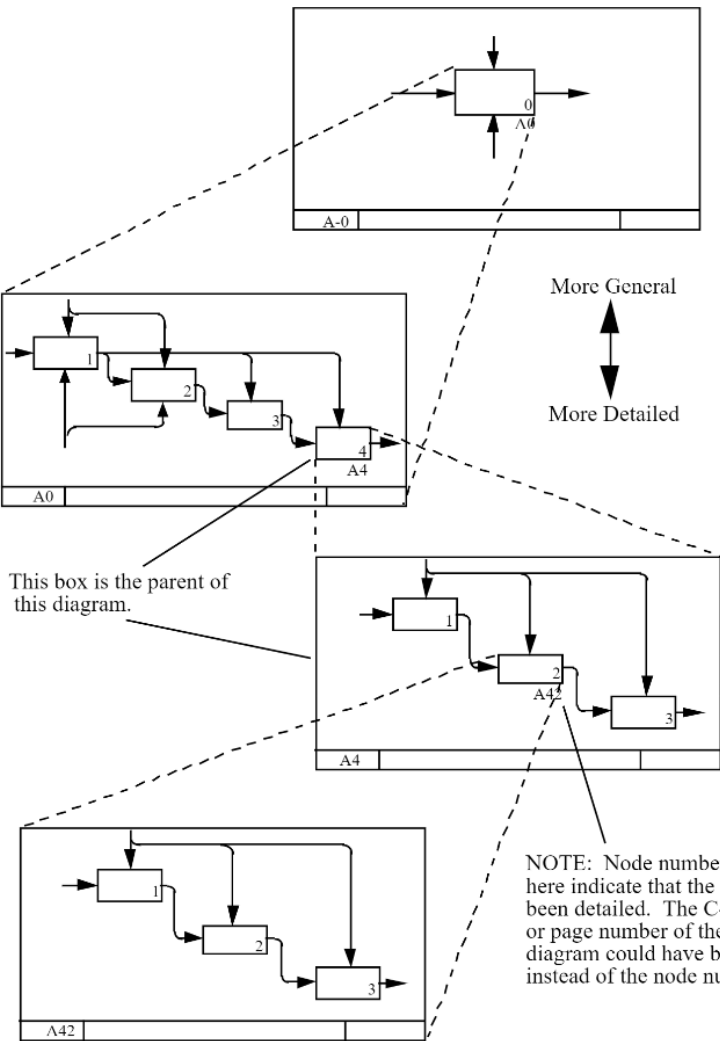 0
A0
A-0
More General
More Detailed
1
2
3
4
A4
A0
This box is the parent of
this diagram.
1
2
A42
3
A4
NOTE: Node numbe
here indicate that the
been detailed. The C-
or page number of the
diagram could have b
instead of the node nu
1
2
3
A42